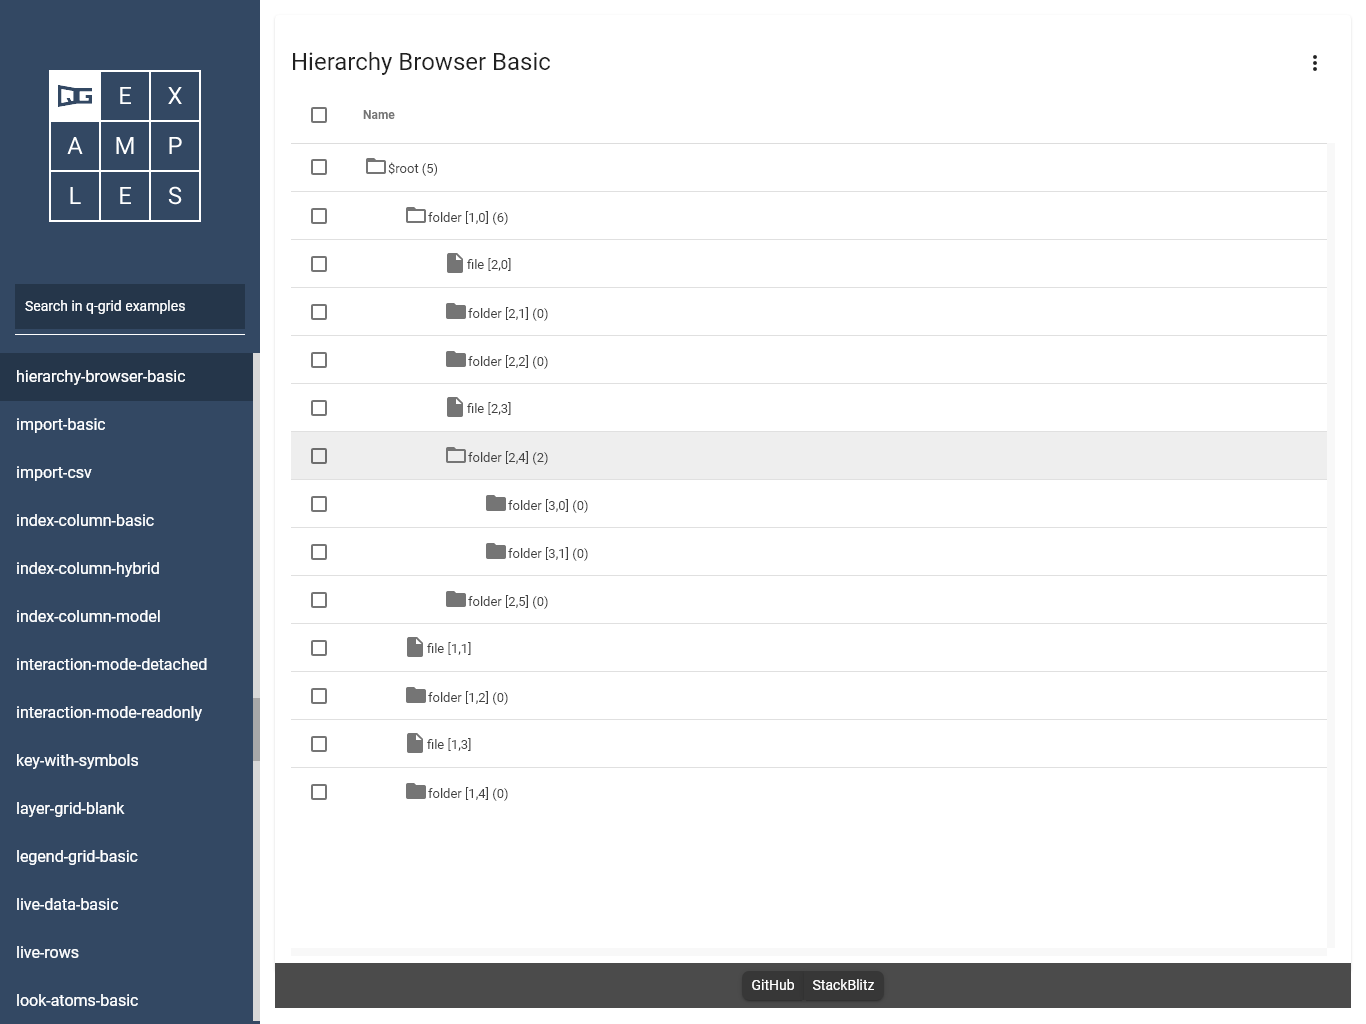 QG E X
A M P
L E S
Search in q-grid examples
hierarchy-browser-basic
import-basic
import-csv
index-column-basic
index-column-hybrid
index-column-model
interaction-mode-detached
interaction-mode-readonly
key-with-symbols
layer-grid-blank
legend-grid-basic
live-data-basic
live-rows
look-atoms-basic
Hierarchy Browser Basic
Name
$root (5)
folder [1,0] (6)
file [2,0]
folder [2,1] (0)
folder [2,2] (0)
file [2,3]
folder [2,4] (2)
folder [3,0] (0)
folder [3,1] (0)
folder [2,5] (0)
file [1,1]
folder [1,2] (0)
file [1,3]
folder [1,4] (0)
GitHub StackBlitz